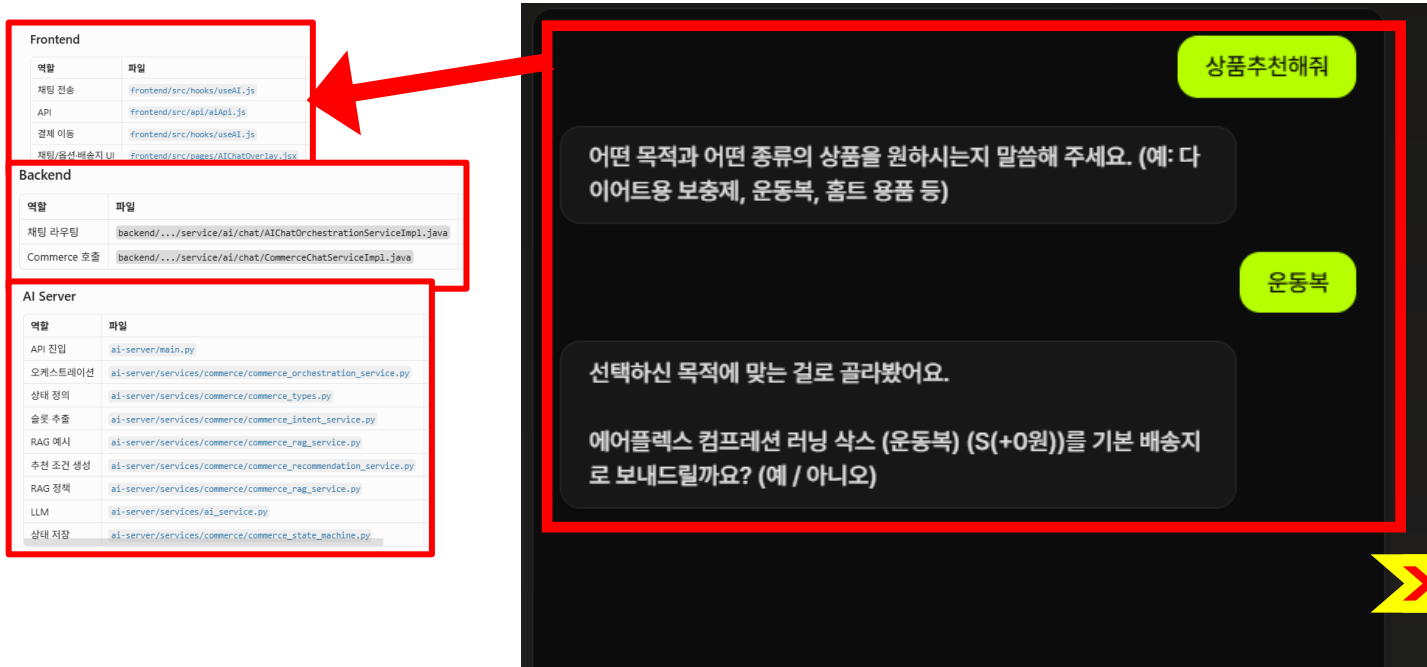 Frontend
역할 파일
채팅 전송 frontend/src/hooks/useAI.js
API frontend/src/api/aiApi.js
결제 이동 frontend/src/hooks/useAI.js
채팅/옵션·배송지 UI frontend/src/pages/AIChatOverlay.jsx
Backend
역할 파일
채팅 라우팅 backend/.../service/ai/chat/AIChatOrchestrationServiceImpl.java
Commerce 호출 backend/.../service/ai/chat/CommerceChatServiceImpl.java
AI Server
역할 파일
API 진입 ai-server/main.py
오케스트레이션 ai-server/services/commerce/commerce_orchestration_service.py
상태 정의 ai-server/services/commerce/commerce_types.py
슬롯 추출 ai-server/services/commerce/commerce_intent_service.py
RAG 예시 ai-server/services/commerce/commerce_rag_service.py
추천 조건 생성 ai-server/services/commerce/commerce_recommendation_service.py
RAG 정책 ai-server/services/commerce/commerce_rag_service.py
LLM ai-server/services/ai_service.py
상태 저장 ai-server/services/commerce/commerce_state_machine.py
상품추천해줘
어떤 목적과 어떤 종류의 상품을 원하시는지 말씀해 주세요. (예: 다
이어트용 보충제, 운동복, 홈트 용품 등)
운동복
선택하신 목적에 맞는 걸로 골라봤어요.
에어플렉스 컴프레션 러닝 삭스 (운동복) (S(+0원))를 기본 배송지
로 보내드릴까요? (예 / 아니오)